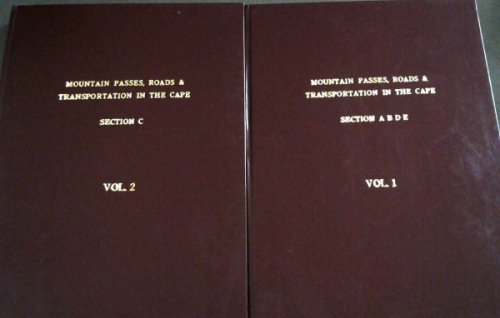 MOUNTAIN PASSES, ROADS &
TRANSPORTATION IN THE CAPE
SECTION C
VOL. 2
MOUNTAIN PASSES, ROADS &
TRANSPORTATION IN THE CAPE
SECTION A B D E
VOL. 1